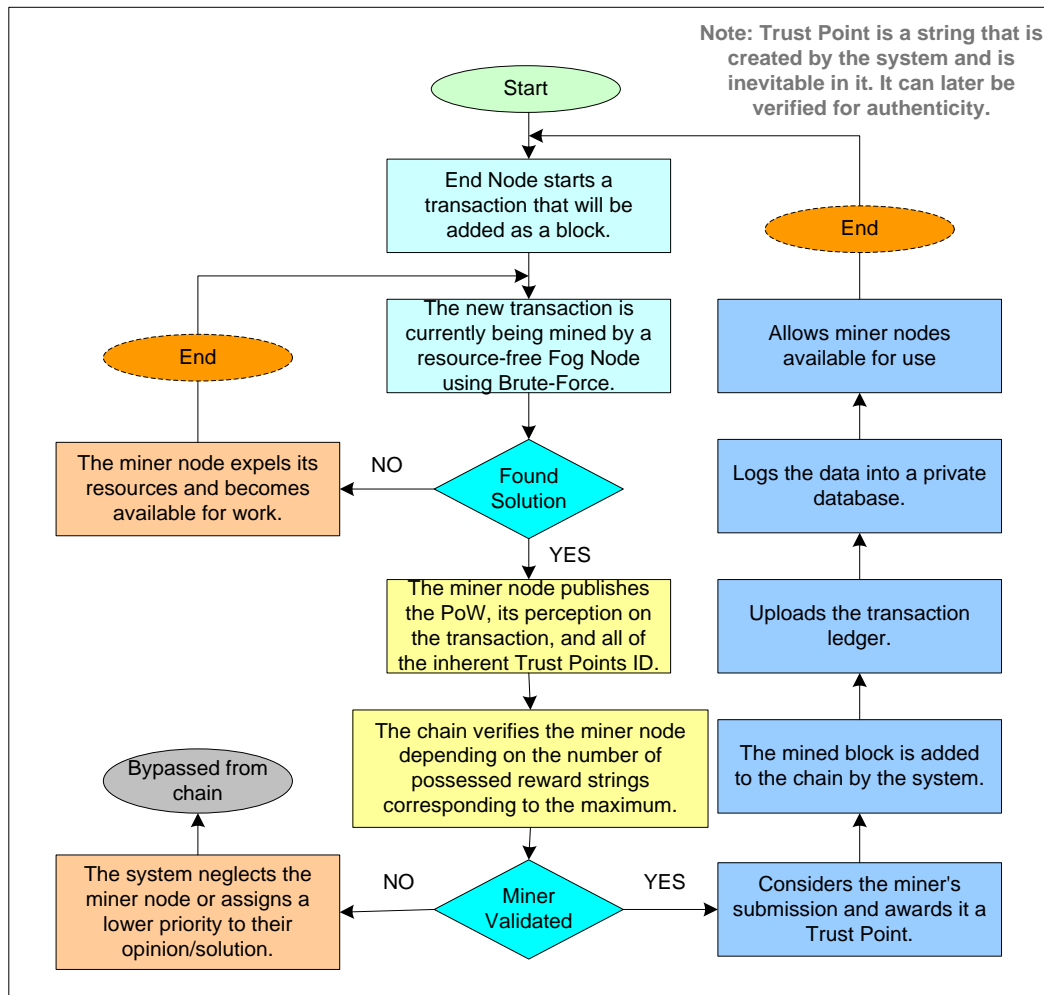 Note: Trust Point is a string that is
created by the system and is
inevitable in it. It can later be
verified for authenticity.
Start
End Node starts a
transaction that will be
added as a block.
End
The new transaction is
currently being mined by a
resource-free Fog Node
using Brute-Force.
End
Allows miner nodes
available for use
The miner node expels its
resources and becomes
available for work.
NO
Found
Solution
Logs the data into a private
database.
YES
The miner node publishes
the PoW, its perception on
the transaction, and all of
the inherent Trust Points ID.
Uploads the transaction
ledger.
The chain verifies the miner node
depending on the number of
possessed reward strings
corresponding to the maximum.
Bypassed from
chain
The mined block is added
to the chain by the system.
The system neglects the
miner node or assigns a
lower priority to their
opinion/solution.
NO
Miner
Validated
YES
Considers the miner's
submission and awards it a
Trust Point.